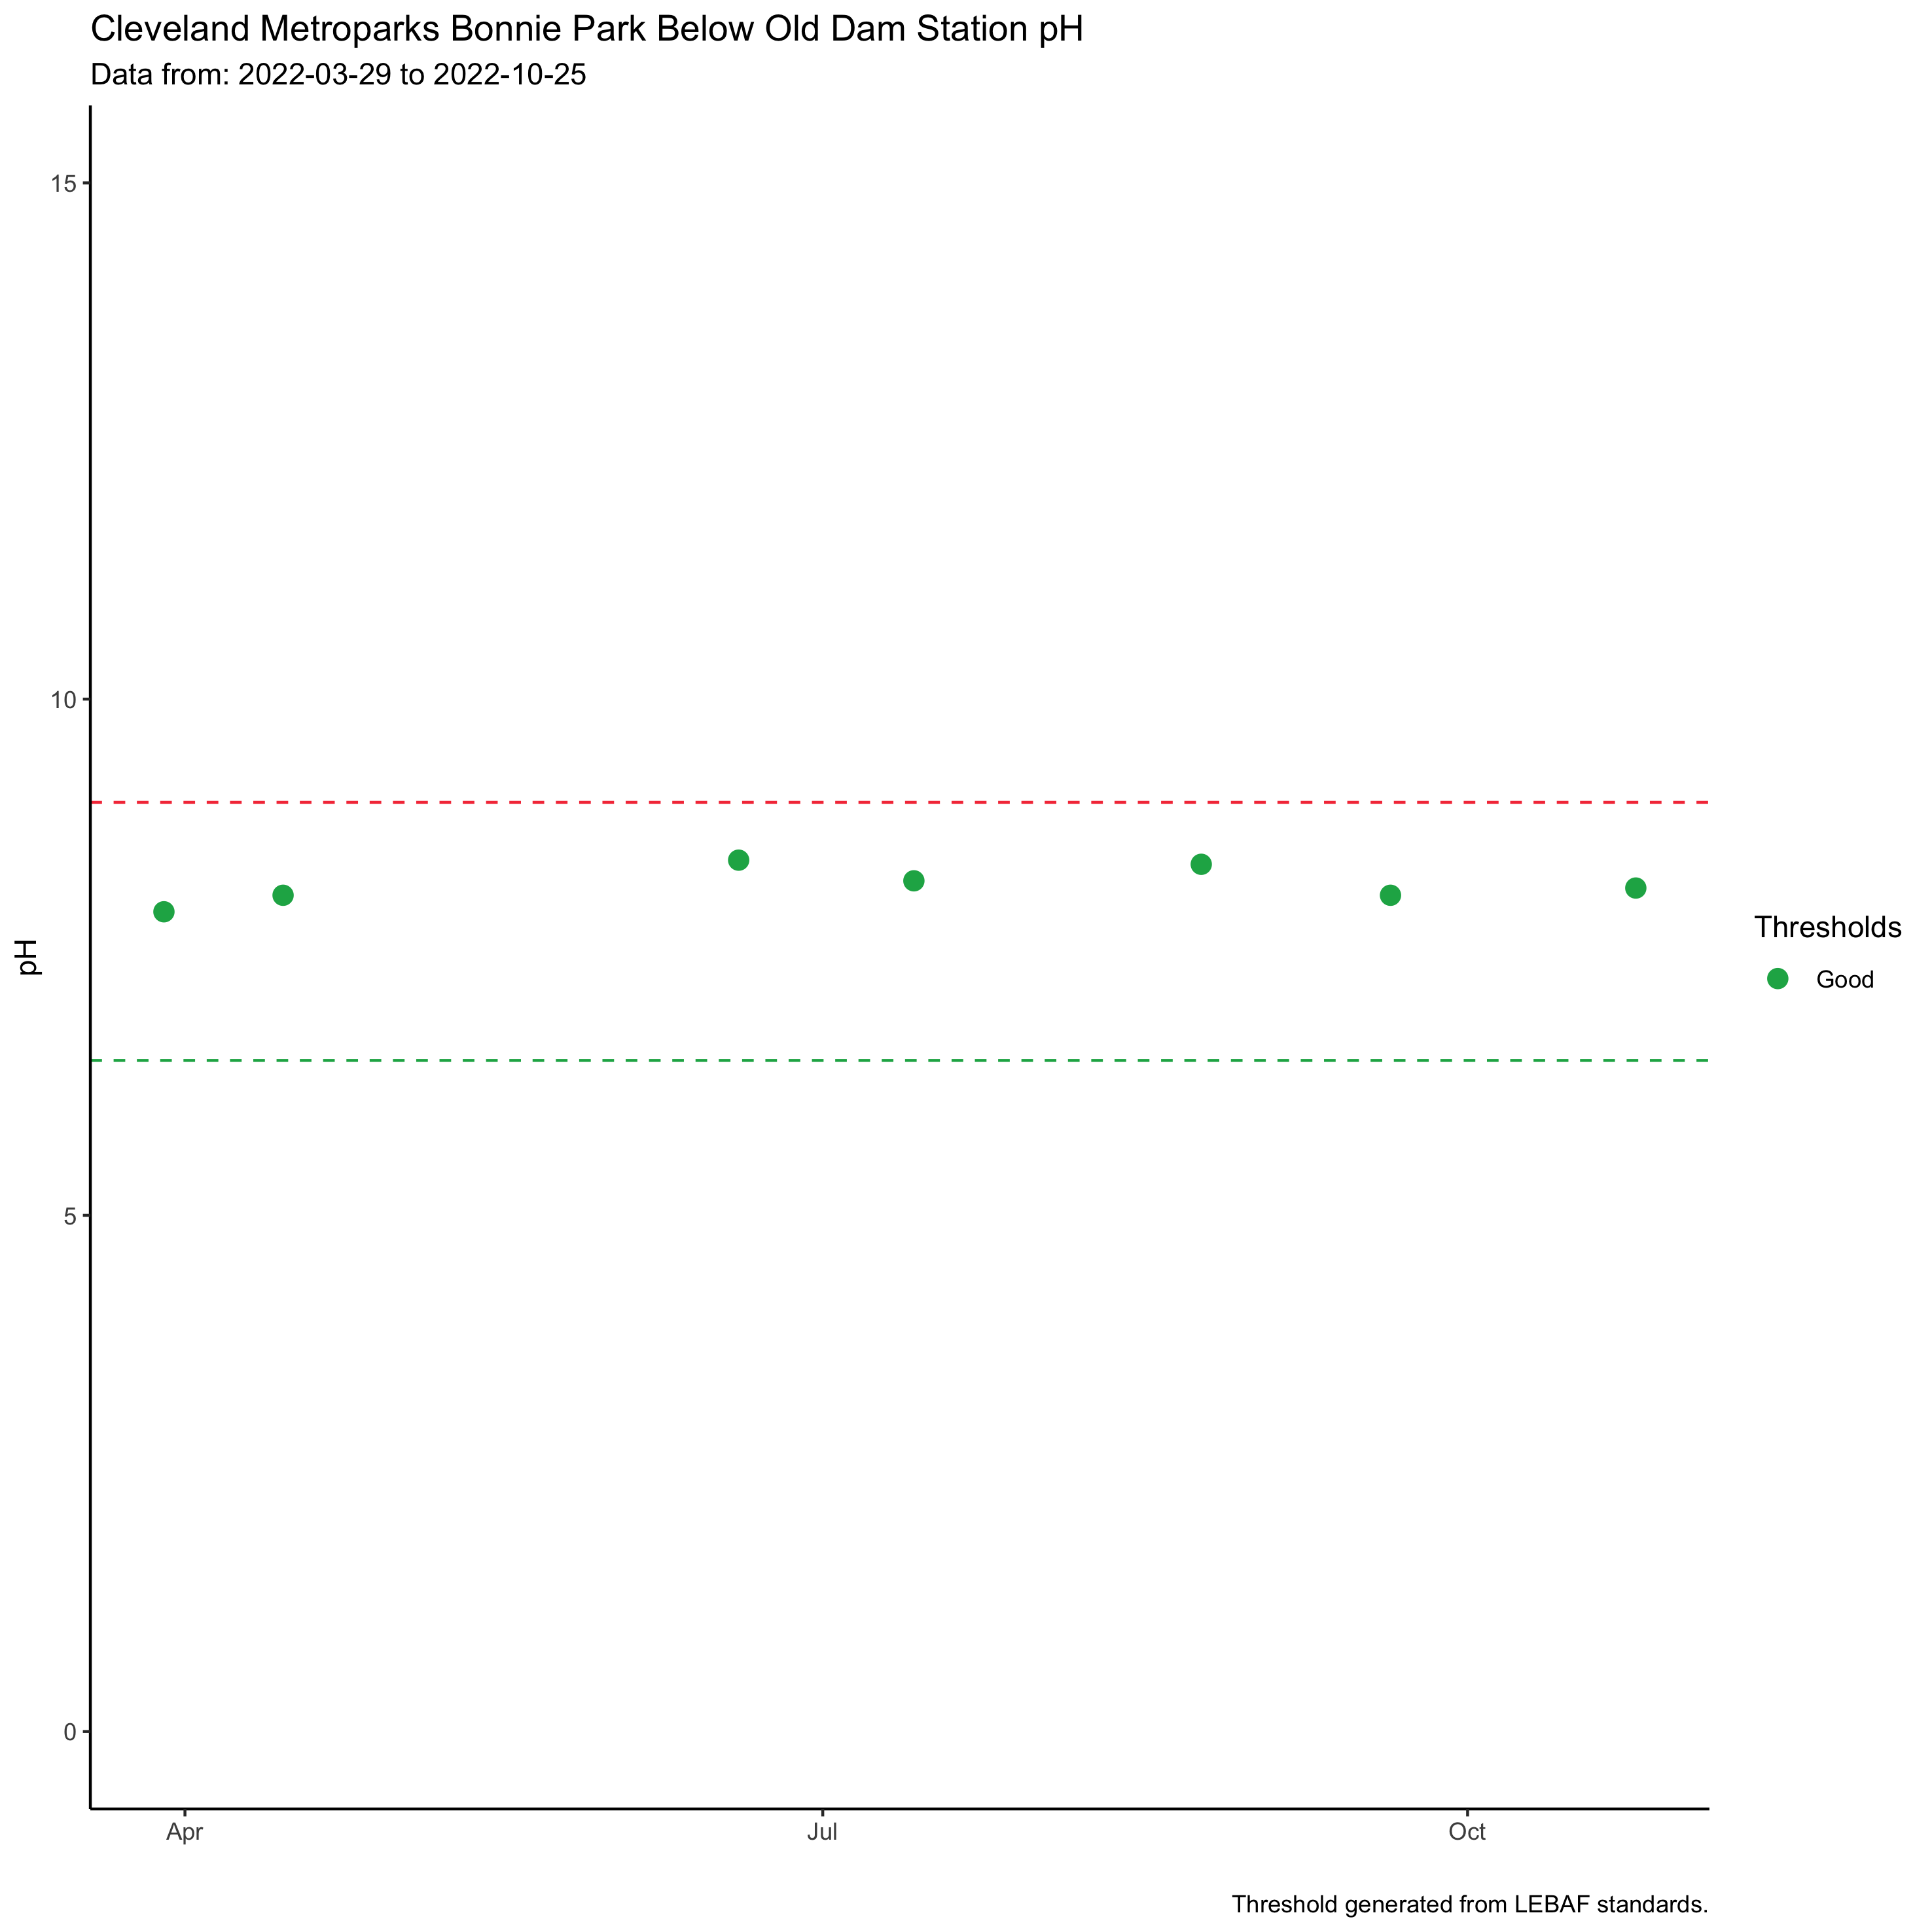 Cleveland Metroparks Bonnie Park Below Old Dam Station pH
Data from: 2022-03-29 to 2022-10-25
15
10
5
0
pH
Apr
Jul
Oct
Thresholds
Good
Threshold generated from LEBAF standards.